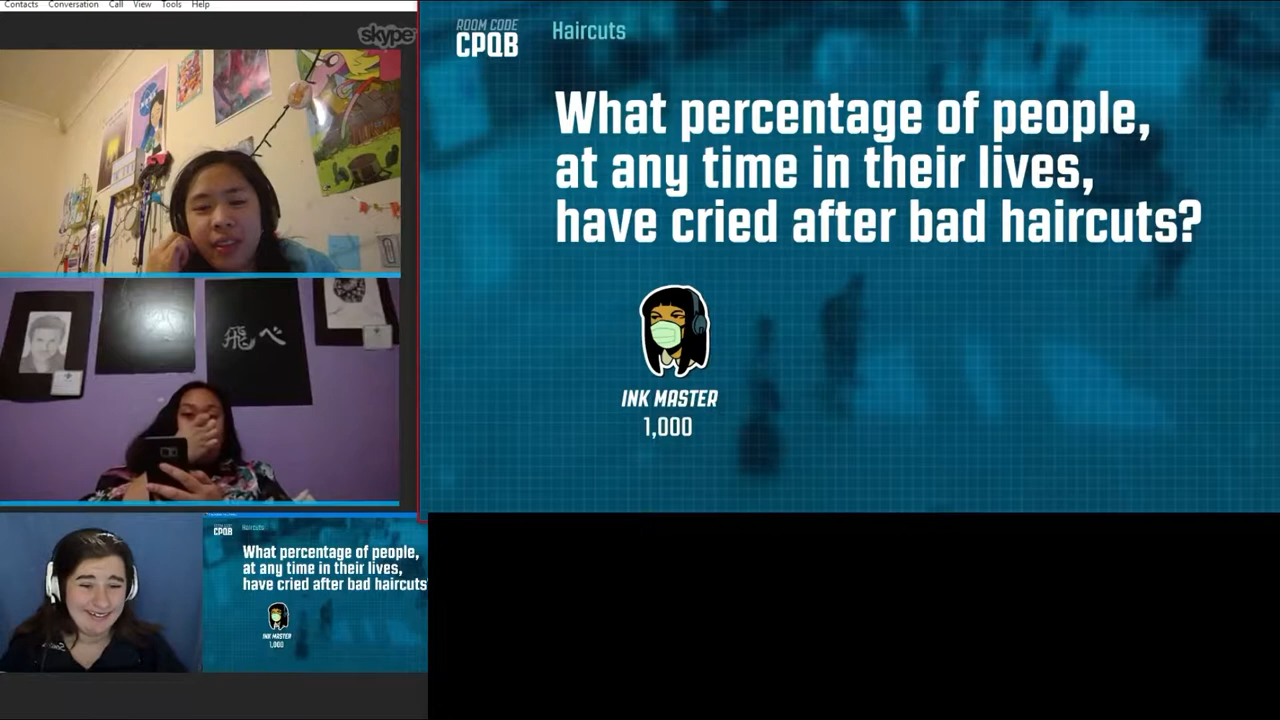 Contacts Conversation Call View Tools Help
skype
ROOM CODE
CPQB
Haircuts
What percentage of people,
at any time in their lives,
have cried after bad haircuts?
INK MASTER
1,000
飛べ
ROOM CODE
CPQB
Haircuts
What percentage of people,
at any time in their lives,
have cried after bad haircuts
INK MASTER
1,000